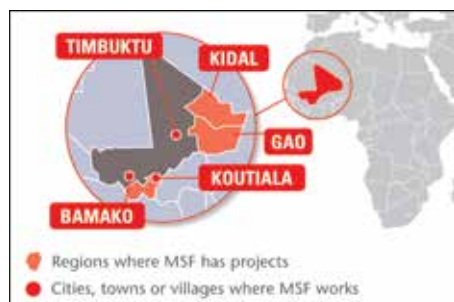 TIMBUKTU
KIDAL
GAO
KOUTIALA
BAMAKO
Regions where MSF has projects
Cities, towns or villages where MSF works